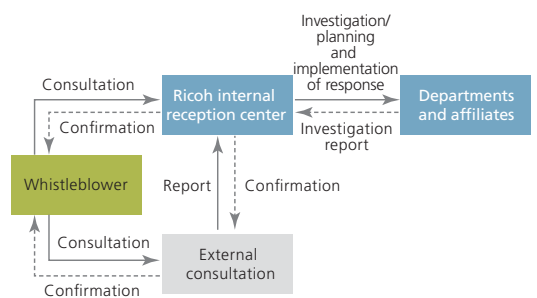 Investigation/
planning
and
implementation
of response
Consultation
Ricoh internal
reception center
Departments
and affiliates
Confirmation
Investigation
report
Whistleblower
Report
Confirmation
Consultation
External
consultation
Confirmation